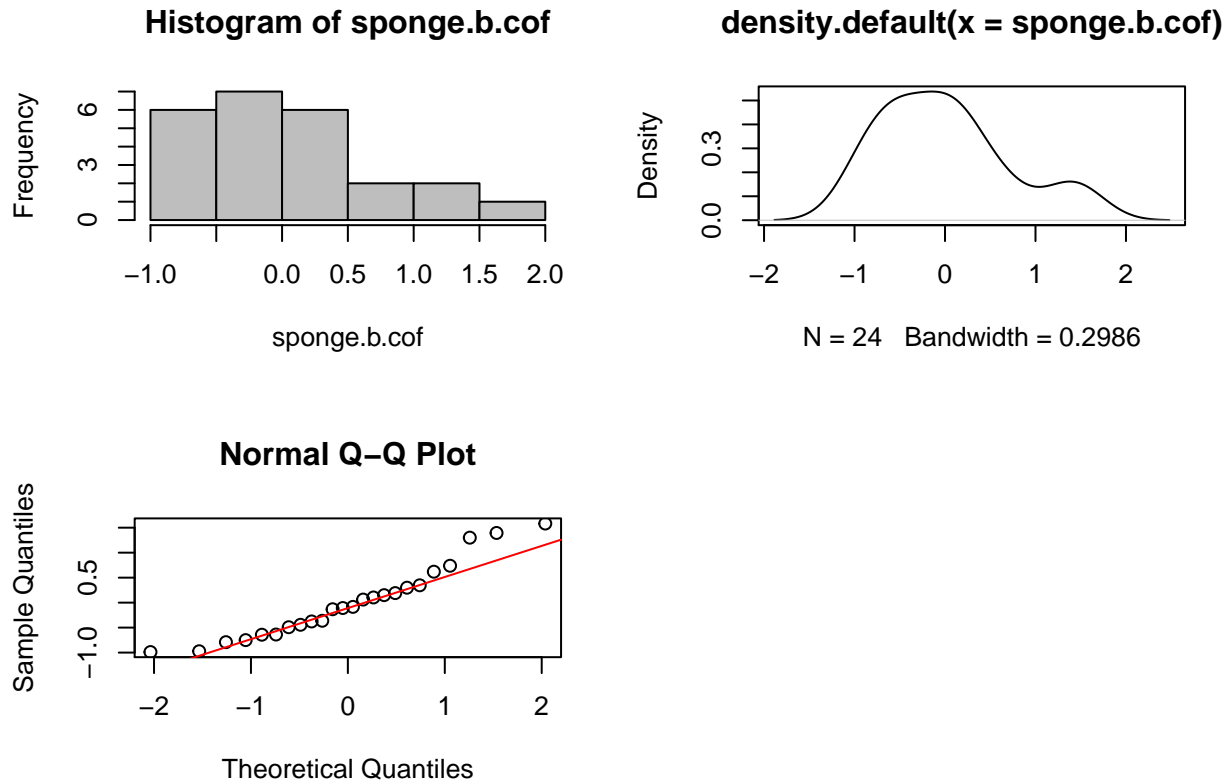 Histogram of sponge.b.cof
Frequency
0 3 6
−1.0 0.0 0.5 1.0 1.5 2.0
sponge.b.cof
density.default(x = sponge.b.cof)
Density
0.0 0.3
−2 −1 0 1 2
N = 24 Bandwidth = 0.2986
Normal Q−Q Plot
Sample Quantiles
−1.0 0.5
−2 −1 0 1 2
Theoretical Quantiles